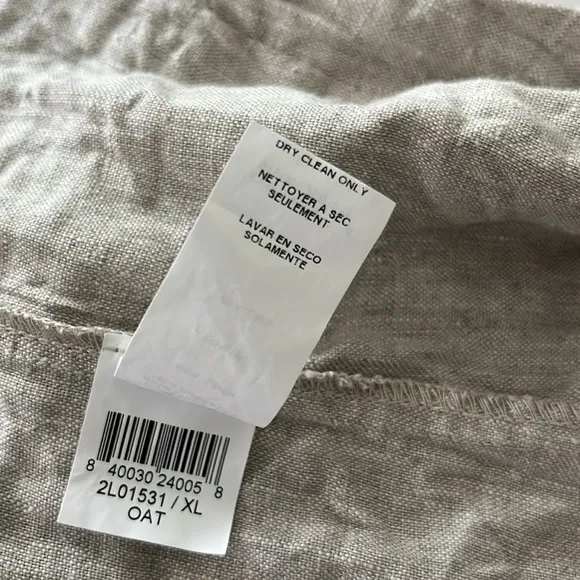 DRY CLEAN ONLY
NETTOYER A SEC
SEULEMENT
LAVAR EN SECO
SOLAMENTE
8 40030 24005 8
2L01531 / XL
OAT